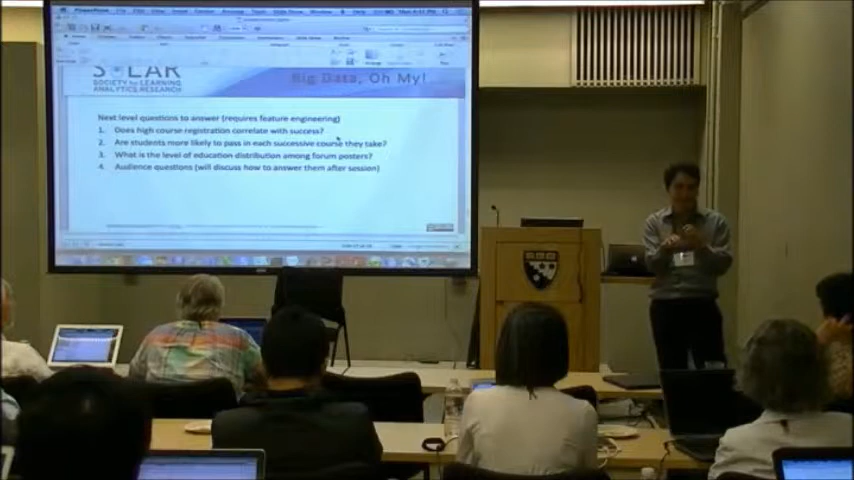 SOLAR
SOCIETY for LEARNING
ANALYTICS RESEARCH
Big Data, Oh My!
Next level questions to answer (requires feature engineering)
1. Does high course registration correlate with success?
2. Are students more likely to pass in each successive course they take?
3. What is the level of education distribution among forum posters?
4. Audience questions (will discuss how to answer them after session)